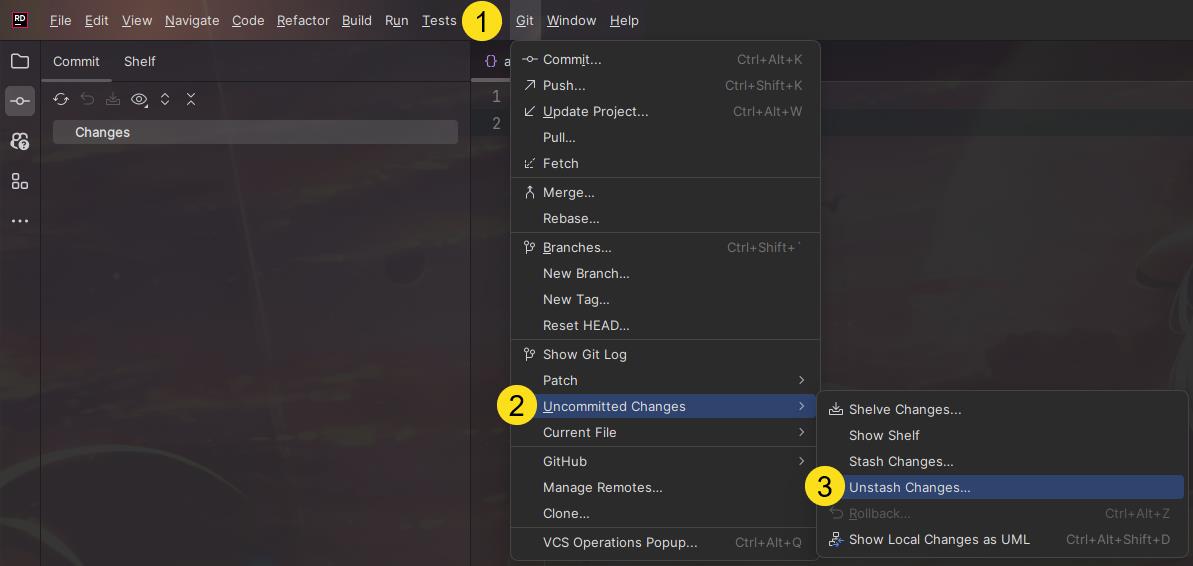 RD File Edit View Navigate Code Refactor Build Run Tests 1 Git Window Help
Commit Shelf
{} a
1
2
Changes
Commit... Ctrl+Alt+K
Push... Ctrl+Shift+K
Update Project... Ctrl+Alt+W
Pull...
Fetch
Merge...
Rebase...
Branches... Ctrl+Shift+`
New Branch...
New Tag...
Reset HEAD...
Show Git Log
Patch
2 Uncommitted Changes
Current File
GitHub
Manage Remotes...
Clone...
VCS Operations Popup... Ctrl+Alt+Q
Shelve Changes...
Show Shelf
Stash Changes...
3 Unstash Changes...
Rollback... Ctrl+Alt+Z
Show Local Changes as UML Ctrl+Alt+Shift+D